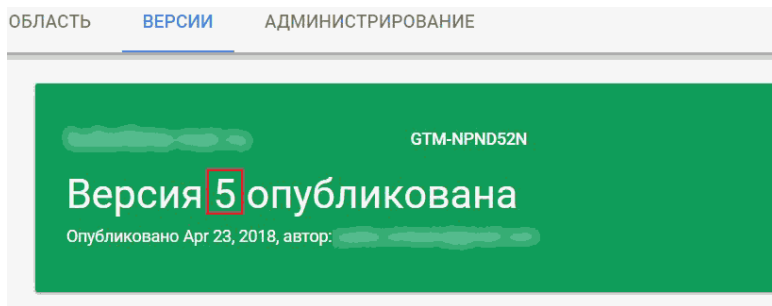 ОБЛАСТЬ ВЕРСИИ АДМИНИСТРИРОВАНИЕ
GTM-NPND52N
Версия 5 опубликована
Опубликовано Apr 23, 2018, автор: